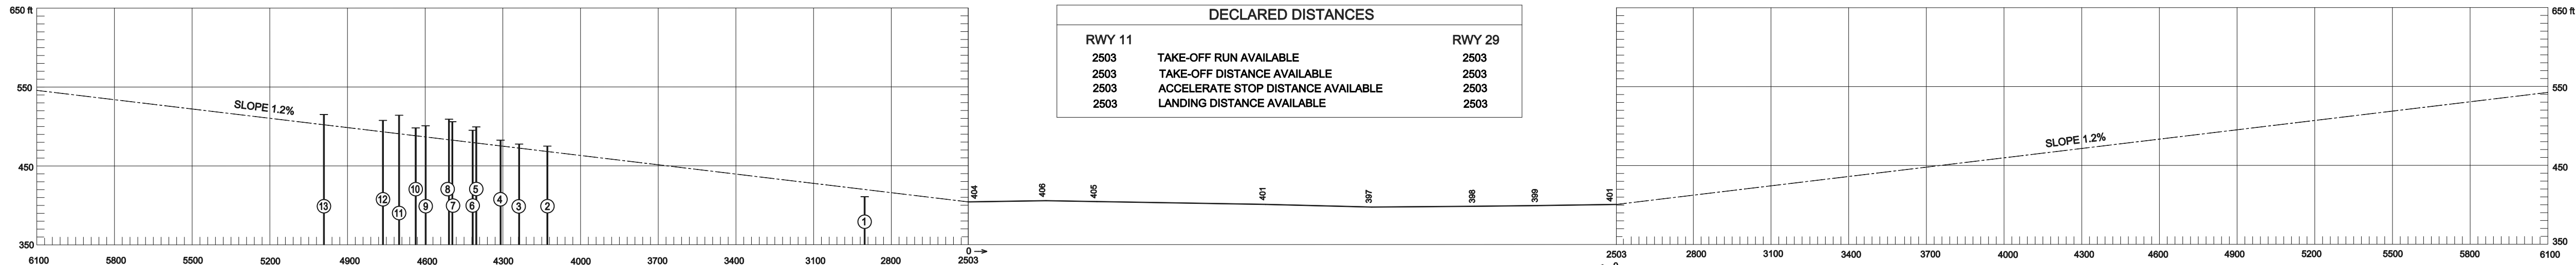 650 ft
550
450
350
SLOPE 1.2%
13
12
11
10
9
8
7
6
5
4
3
2
1
6100 5800 5500 5200 4900 4600 4300 4000 3700 3400 3100 2800 2503
0
DECLARED DISTANCES
RWY 11 RWY 29
2503 TAKE-OFF RUN AVAILABLE 2503
2503 TAKE-OFF DISTANCE AVAILABLE 2503
2503 ACCELERATE STOP DISTANCE AVAILABLE 2503
2503 LANDING DISTANCE AVAILABLE 2503
404 406 405 401 397 398 399 401
SLOPE 1.2%
650 ft
550
450
350
2503 2800 3100 3400 3700 4000 4300 4600 4900 5200 5500 5800 6100